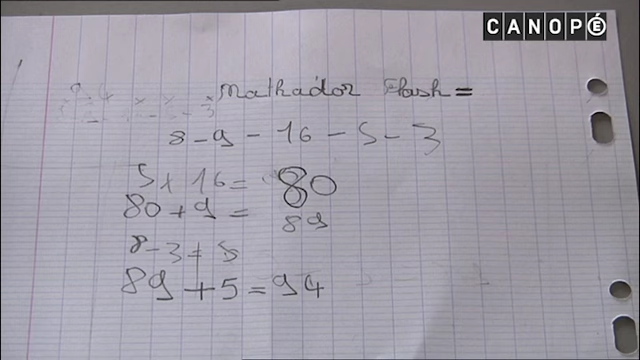 CANOPÉ
Mathador Flash =
8 - 9 - 16 - 5 - 3
5 x 16 = 80
80 + 9 = 89
8 - 3 = 5
89 + 5 = 94